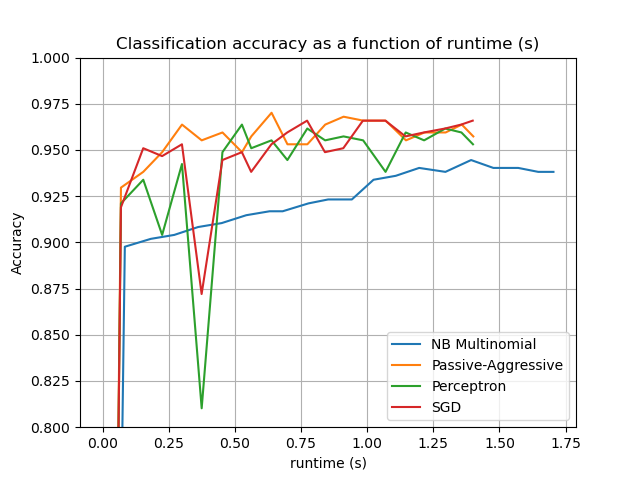 Classification accuracy as a function of runtime (s)
1.000
0.975
0.950
0.925
0.900
0.875
0.850
0.825
0.800
Accuracy
NB Multinomial
Passive-Aggressive
Perceptron
SGD
0.00 0.25 0.50 0.75 1.00 1.25 1.50 1.75
runtime (s)